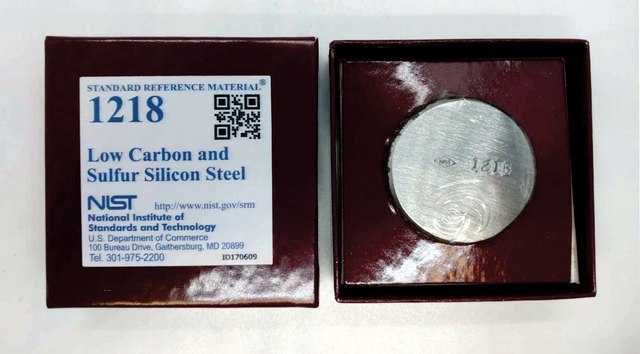 STANDARD REFERENCE MATERIAL®
1218
Low Carbon and
Sulfur Silicon Steel
NIST http://www.nist.gov/srm
National Institute of
Standards and Technology
U.S. Department of Commerce
100 Bureau Drive, Gaithersburg, MD 20899
Tel. 301-975-2200 ID170609
1218